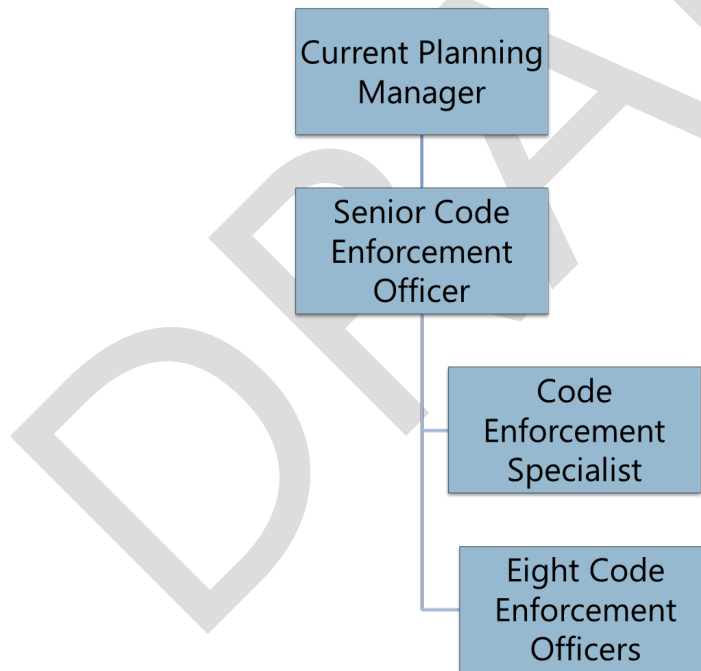 Current Planning
Manager
Senior Code
Enforcement
Officer
Code
Enforcement
Specialist
Eight Code
Enforcement
Officers